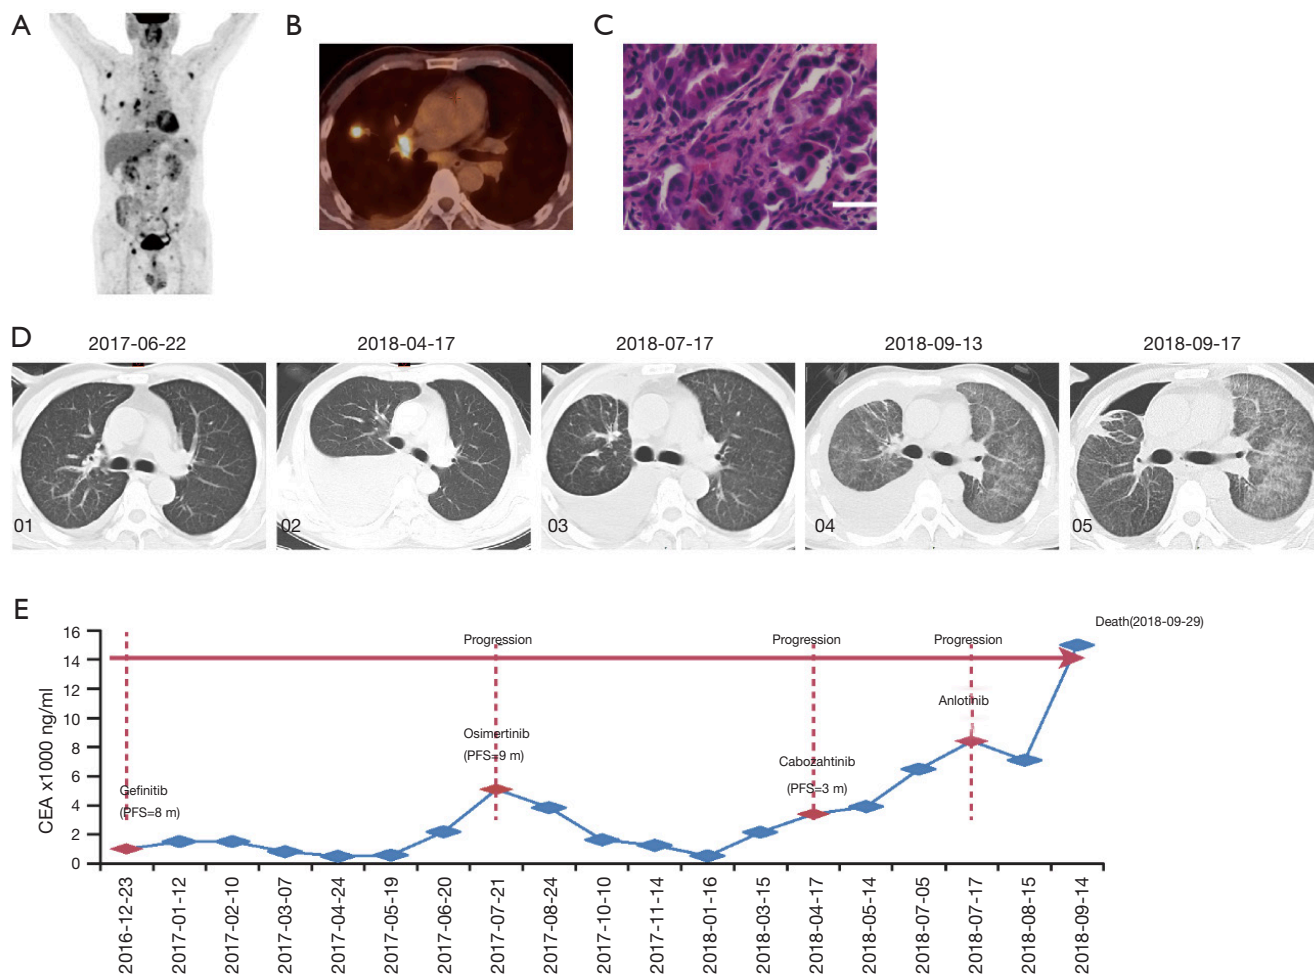 A
B
C
D
2017-06-22
2018-04-17
2018-07-17
2018-09-13
2018-09-17
01
02
03
04
05
E
CEA x1000 ng/ml
16
14
12
10
8
6
4
2
0
Gefinitib
(PFS=8 m)
Progression
Osimertinib
(PFS=9 m)
Progression
Cabozahtinib
(PFS=3 m)
Progression
Anlotinib
Death(2018-09-29)
2016-12-23
2017-01-12
2017-02-10
2017-03-07
2017-04-24
2017-05-19
2017-06-20
2017-07-21
2017-08-24
2017-10-10
2017-11-14
2018-01-16
2018-03-15
2018-04-17
2018-05-14
2018-07-05
2018-07-17
2018-08-15
2018-09-14